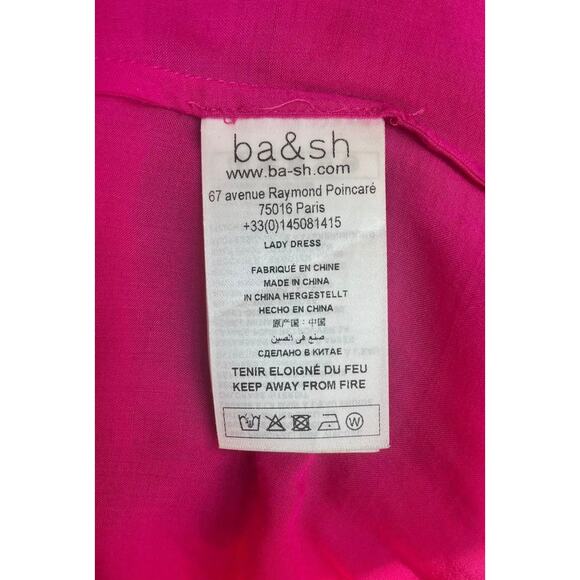 ba&sh
www.ba-sh.com
67 avenue Raymond Poincaré
75016 Paris
+33(0)145081415
LADY DRESS
FABRIQUÉ EN CHINE
MADE IN CHINA
IN CHINA HERGESTELLT
HECHO EN CHINA
原产国：中国
صنع في الصين
СДЕЛАНО В КИТАЕ
TENIR ELOIGNÉ DU FEU
KEEP AWAY FROM FIRE
W